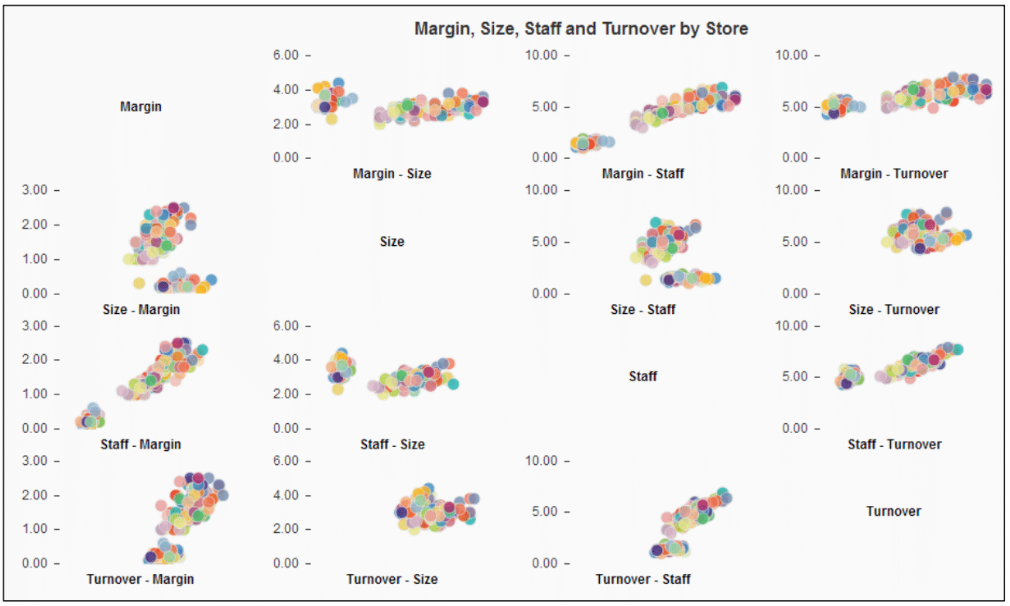 Margin, Size, Staff and Turnover by Store
6.00
4.00
2.00
0.00
10.00
5.00
0.00
10.00
5.00
0.00
Margin
Margin - Size
Margin - Staff
Margin - Turnover
3.00
2.00
1.00
0.00
Size
10.00
5.00
0.00
10.00
5.00
0.00
Size - Margin
Size - Staff
Size - Turnover
3.00
2.00
1.00
0.00
6.00
4.00
2.00
0.00
Staff
10.00
5.00
0.00
Staff - Margin
Staff - Size
Staff - Turnover
3.00
2.00
1.00
0.00
6.00
4.00
2.00
0.00
10.00
5.00
0.00
Turnover
Turnover - Margin
Turnover - Size
Turnover - Staff